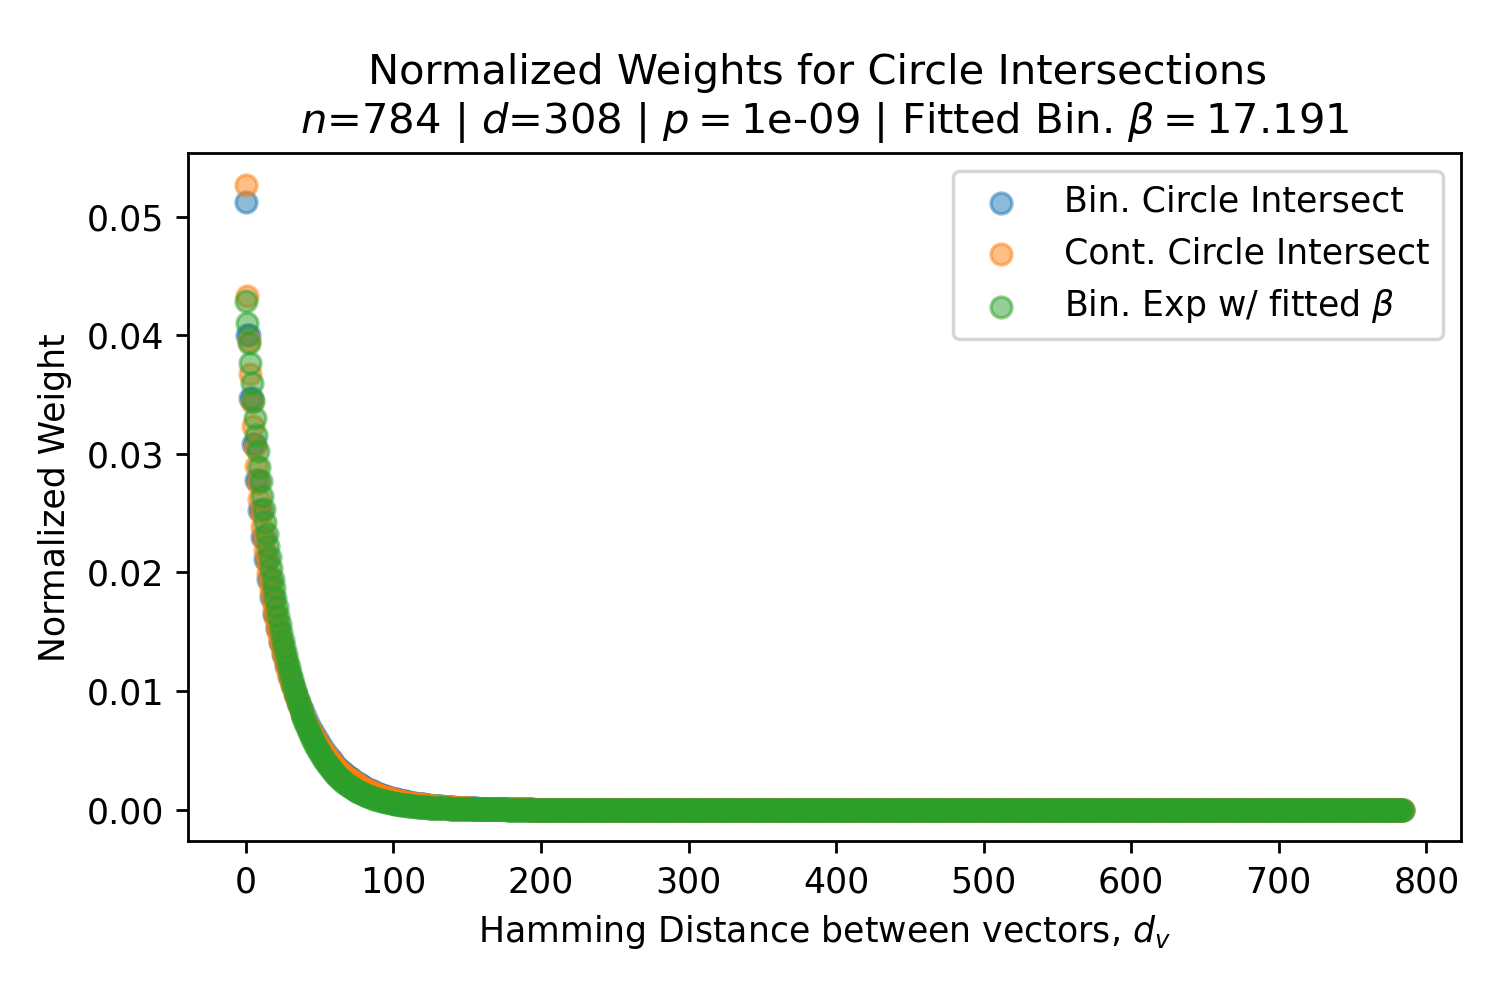 Normalized Weights for Circle Intersections
n=784 | d=308 | p = 1e-09 | Fitted Bin. β = 17.191
Bin. Circle Intersect
Cont. Circle Intersect
Bin. Exp w/ fitted β
Normalized Weight
0.05
0.04
0.03
0.02
0.01
0.00
0 100 200 300 400 500 600 700 800
Hamming Distance between vectors, dᵥ